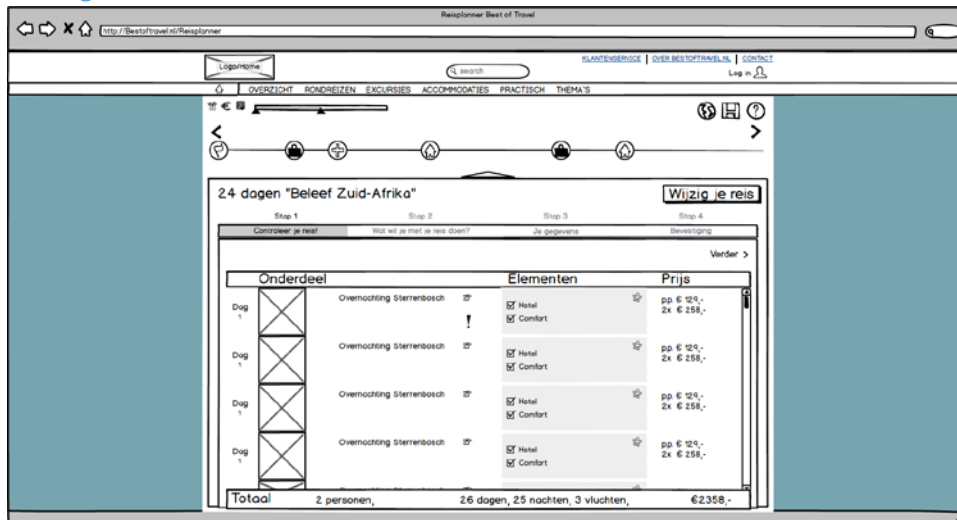 Reisplanner Best of Travel
http://Bestoftravel.nl/Reisplanner
KLANTENSERVICE | OVER BESTOFTRAVEL.NL | CONTACT
Logo/Home
search
Log in
OVERZICHT RONDREIZEN EXCURSIES ACCOMMODATIES PRACTISCH THEMA'S
24 dagen "Beleef Zuid-Afrika"
Wijzig je reis
Stap 1 Stap 2 Stap 3 Stap 4
Controleer je reis! Wat wil je met je reis doen? Je gegevens Bevestiging
Verder >
Onderdeel Elementen Prijs
Dag 1
Overnochting Sterrenbosch
!
Hotel
Comfort
pp. € 129,-
2x € 258,-
Dag 1
Overnochting Sterrenbosch
Hotel
Comfort
pp. € 129,-
2x € 258,-
Dag 1
Overnochting Sterrenbosch
Hotel
Comfort
pp. € 129,-
2x € 258,-
Dag 1
Overnochting Sterrenbosch
Hotel
Comfort
pp. € 129,-
2x € 258,-
Totaal 2 personen, 26 dagen, 25 nachten, 3 vluchten, €2358,-